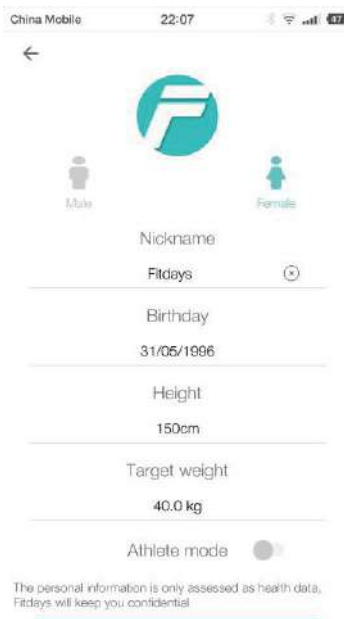 China Mobile 22:07 47
Male Female
Nickname
Fitdays
Birthday
31/05/1996
Height
150cm
Target weight
40.0 kg
Athlete mode
The personal information is only assessed as health data,
Fitdays will keep you confidential